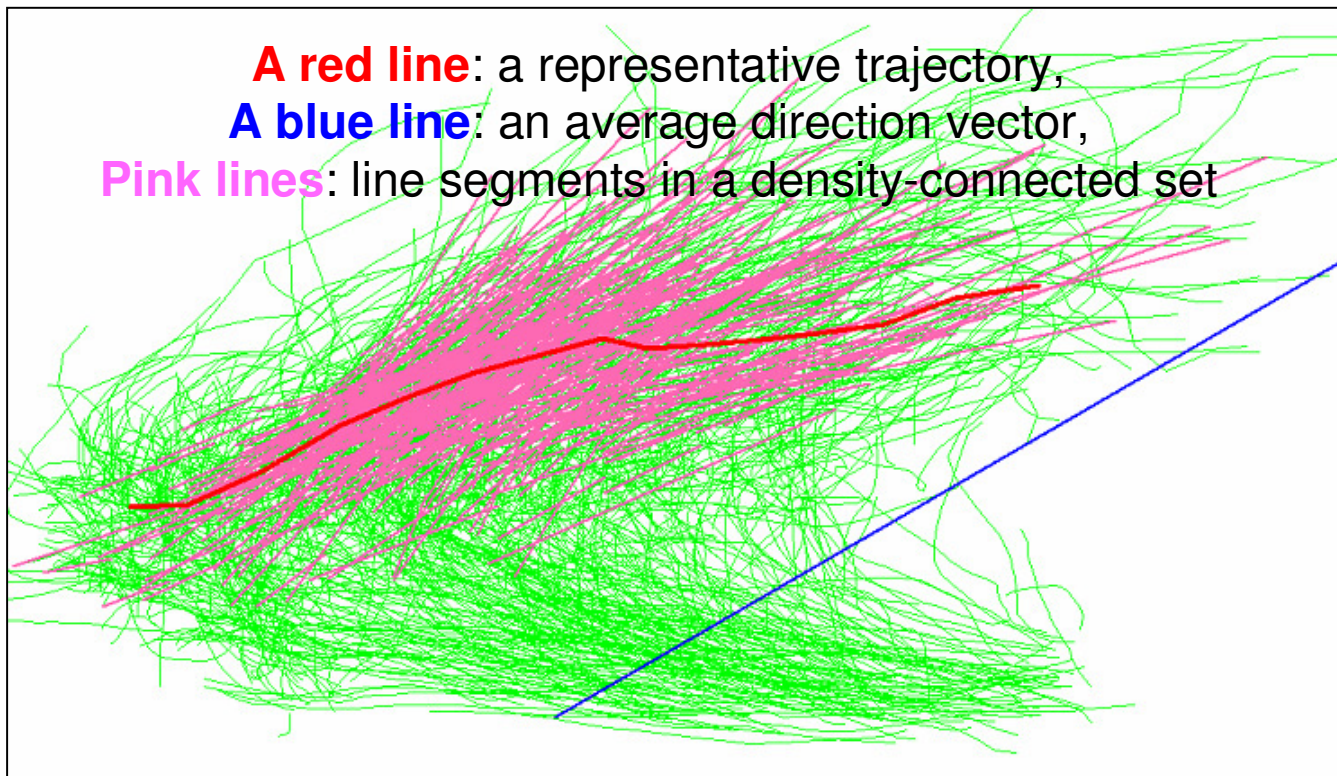 A red line: a representative trajectory,
A blue line: an average direction vector,
Pink lines: line segments in a density-connected set